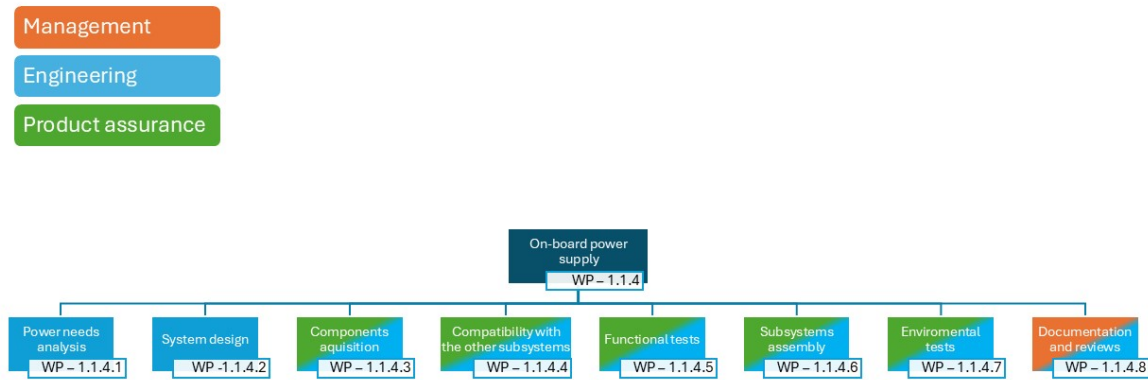 Management
Engineering
Product assurance
On-board power
supply
WP – 1.1.4
Power needs
analysis
WP – 1.1.4.1
System design
WP -1.1.4.2
Components
aquisition
WP – 1.1.4.3
Compatibility with
the other subsystems
WP – 1.1.4.4
Functional tests
WP – 1.1.4.5
Subsystems
assembly
WP – 1.1.4.6
Enviromental
tests
WP – 1.1.4.7
Documentation
and reviews
WP – 1.1.4.8